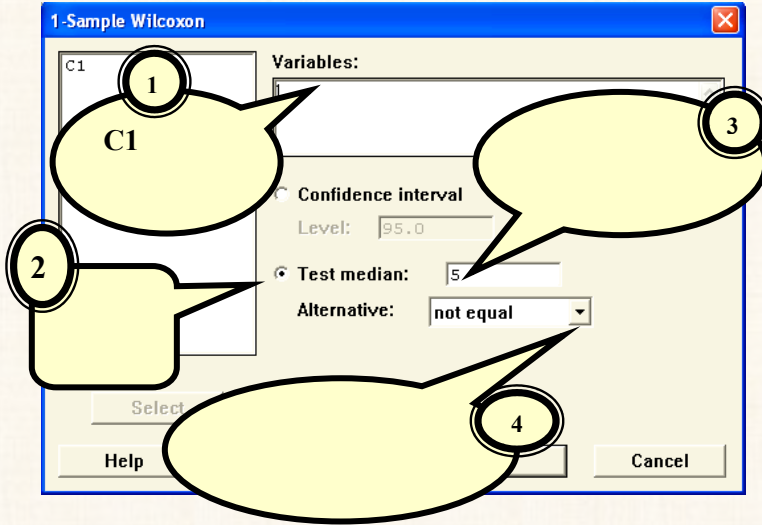 1-Sample Wilcoxon
C1
1
C1
Variables:
3
Confidence interval
Level: 95.0
2
Test median: 5
Alternative: not equal
Select
4
Help
Cancel